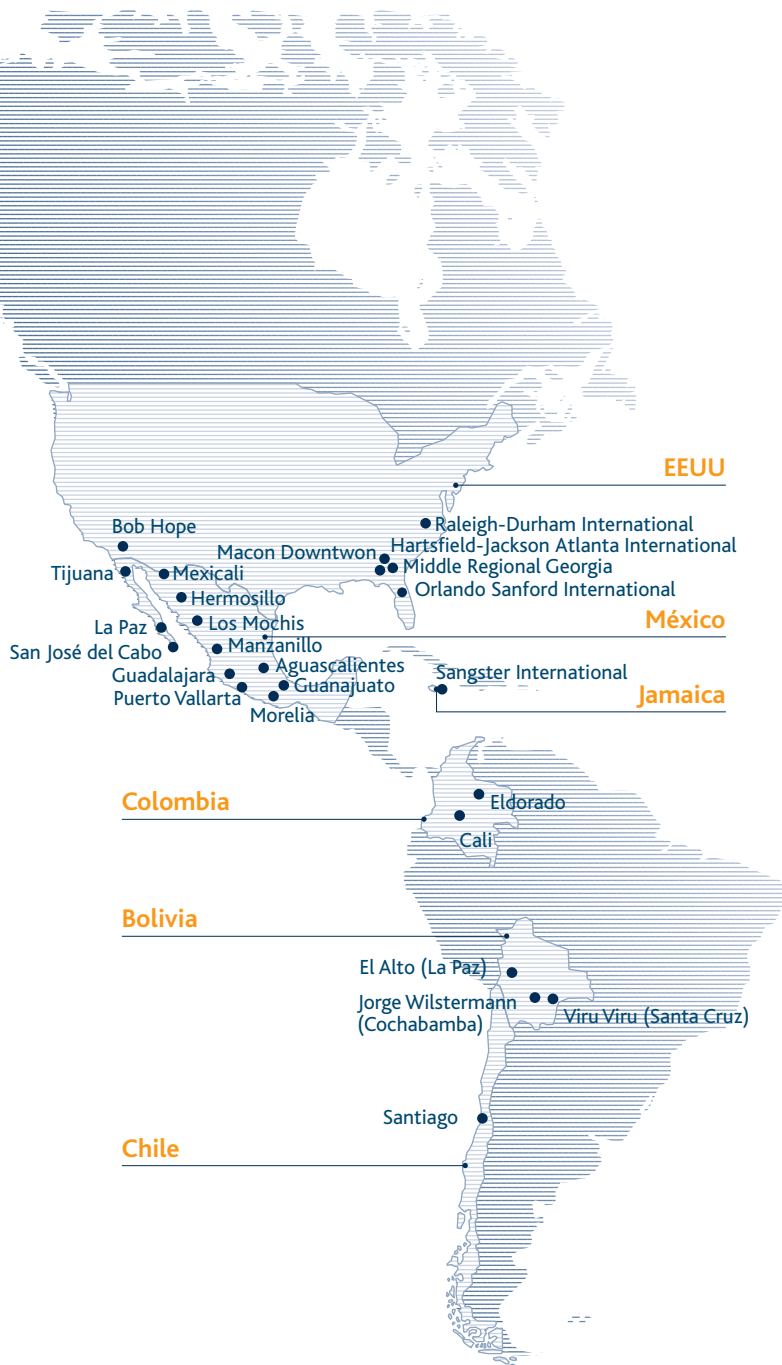 EEUU
Bob Hope
Raleigh-Durham International
Hartsfield-Jackson Atlanta International
Macon Downtwon
Middle Regional Georgia
Tijuana
Mexicali
Orlando Sanford International
Hermosillo
México
La Paz
Los Mochis
San José del Cabo
Manzanillo
Aguascalientes
Guadalajara
Guanajuato
Puerto Vallarta
Morelia
Sangster International
Jamaica
Colombia
Eldorado
Cali
Bolivia
El Alto (La Paz)
Jorge Wilstermann
(Cochabamba)
Viru Viru (Santa Cruz)
Santiago
Chile